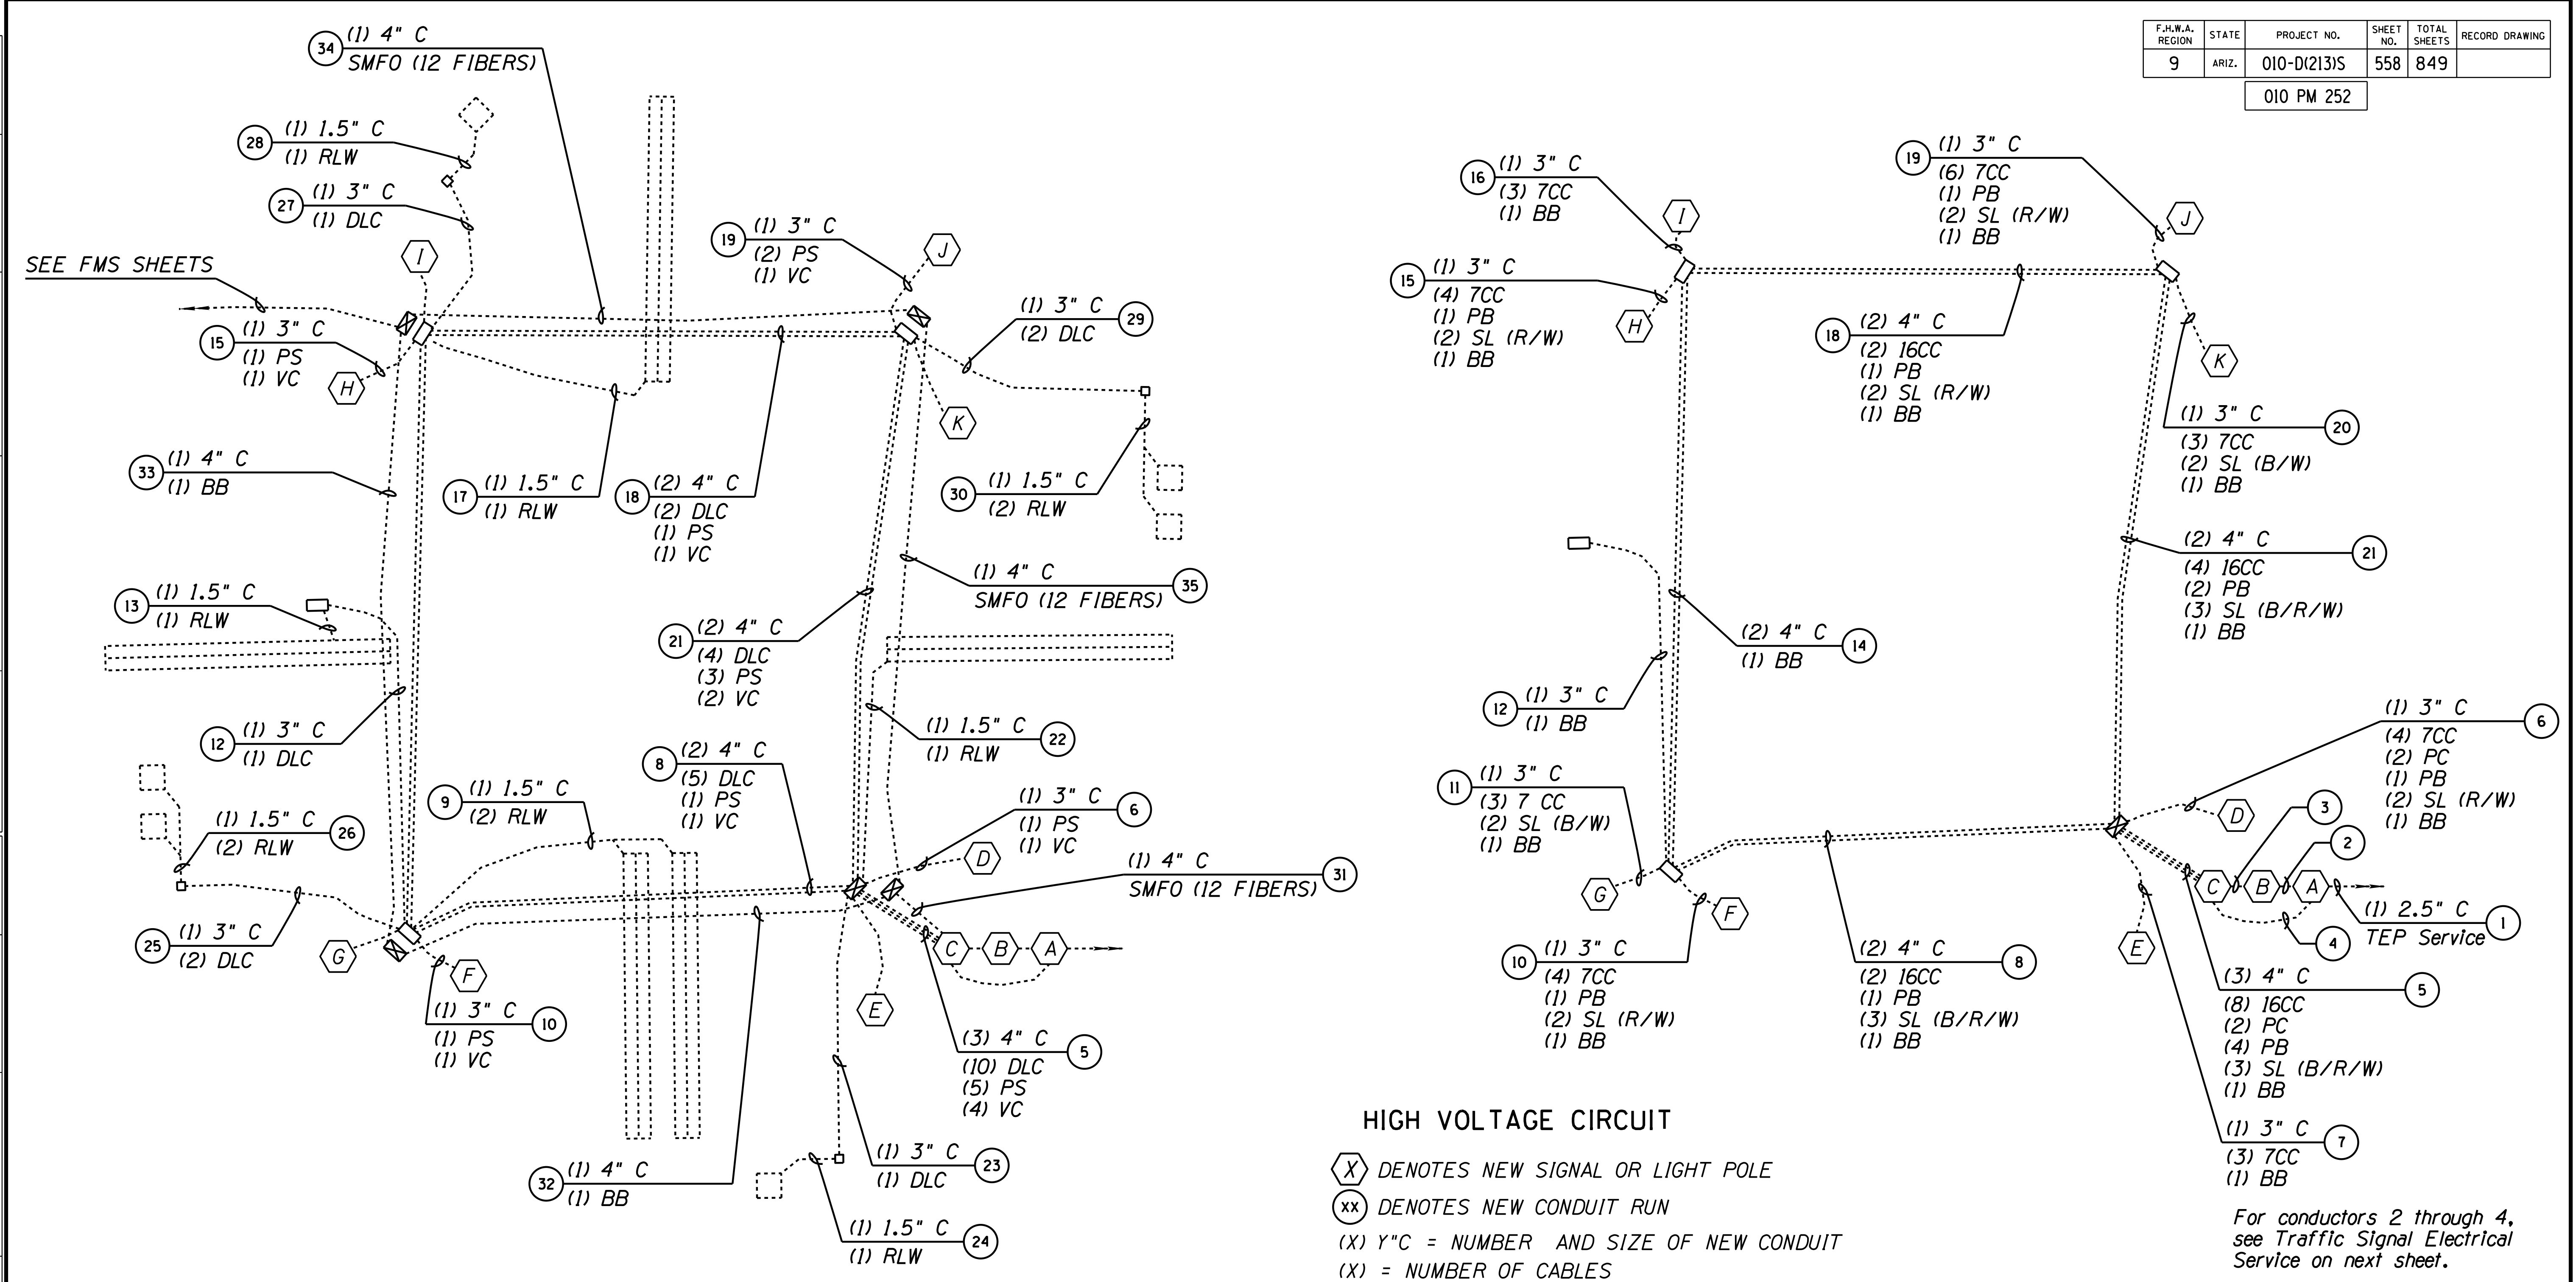 F.H.W.A. REGION STATE PROJECT NO. SHEET NO. TOTAL SHEETS RECORD DRAWING
9 ARIZ. 010-D(213)S 558 849
010 PM 252
34 (1) 4" C
SMFO (12 FIBERS)
28 (1) 1.5" C
(1) RLW
27 (1) 3" C
(1) DLC
SEE FMS SHEETS
I
19 (1) 3" C
(2) PS
(1) VC
J
15 (1) 3" C
(1) PS
(1) VC
H
(1) 3" C 29
(2) DLC
K
33 (1) 4" C
(1) BB
17 (1) 1.5" C
(1) RLW
18 (2) 4" C
(2) DLC
(1) PS
(1) VC
30 (1) 1.5" C
(2) RLW
13 (1) 1.5" C
(1) RLW
(1) 4" C 35
SMFO (12 FIBERS)
21 (2) 4" C
(4) DLC
(3) PS
(2) VC
12 (1) 3" C
(1) DLC
(1) 1.5" C 22
(1) RLW
8 (2) 4" C
(5) DLC
(1) PS
(1) VC
9 (1) 1.5" C
(2) RLW
(1) 3" C 6
(1) PS
(1) VC
(1) 1.5" C 26
(2) RLW
D
(1) 4" C 31
SMFO (12 FIBERS)
25 (1) 3" C
(2) DLC
G
F
C B A
E
(1) 3" C 10
(1) PS
(1) VC
(3) 4" C 5
(10) DLC
(5) PS
(4) VC
32 (1) 4" C
(1) BB
(1) 3" C 23
(1) DLC
(1) 1.5" C 24
(1) RLW
16 (1) 3" C
(3) 7CC
(1) BB
I
19 (1) 3" C
(6) 7CC
(1) PB
(2) SL (R/W)
(1) BB
J
15 (1) 3" C
(4) 7CC
(1) PB
(2) SL (R/W)
(1) BB
H
18 (2) 4" C
(2) 16CC
(1) PB
(2) SL (R/W)
(1) BB
K
(1) 3" C 20
(3) 7CC
(2) SL (B/W)
(1) BB
(2) 4" C 21
(4) 16CC
(2) PB
(3) SL (B/R/W)
(1) BB
(2) 4" C 14
(1) BB
12 (1) 3" C
(1) BB
(1) 3" C 6
(4) 7CC
(2) PC
(1) PB
(2) SL (R/W)
(1) BB
11 (1) 3" C
(3) 7 CC
(2) SL (B/W)
(1) BB
D
3
2
G
F
C B A
(1) 2.5" C 1
TEP Service
4
E
10 (1) 3" C
(4) 7CC
(1) PB
(2) SL (R/W)
(1) BB
(2) 4" C 8
(2) 16CC
(1) PB
(3) SL (B/R/W)
(1) BB
(3) 4" C 5
(8) 16CC
(2) PC
(4) PB
(3) SL (B/R/W)
(1) BB
(1) 3" C 7
(3) 7CC
(1) BB
HIGH VOLTAGE CIRCUIT
X DENOTES NEW SIGNAL OR LIGHT POLE
XX DENOTES NEW CONDUIT RUN
(X) Y"C = NUMBER AND SIZE OF NEW CONDUIT
(X) = NUMBER OF CABLES
For conductors 2 through 4,
see Traffic Signal Electrical
Service on next sheet.